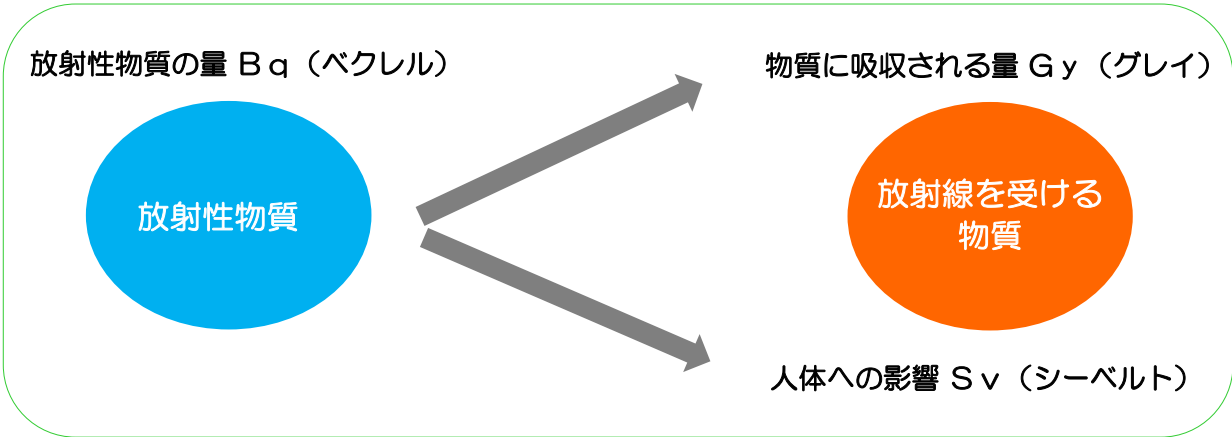 放射性物質の量 Ｂｑ（ベクレル）
放射性物質
物質に吸収される量 Ｇｙ（グレイ）
放射線を受ける
物質
人体への影響 Ｓｖ（シーベルト）